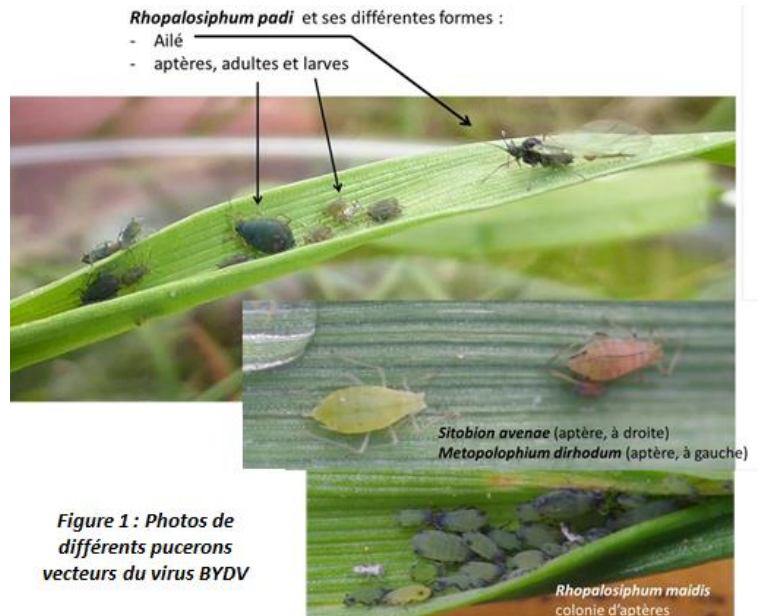 Rhopalosiphum padi et ses différentes formes :
- Ailé
- aptères, adultes et larves
Sitobion avenae (aptère, à droite)
Metopolophium dirhodum (aptère, à gauche)
Figure 1 : Photos de
différents pucerons
vecteurs du virus BYDV
Rhopalosiphum maidis
colonie d'aptères